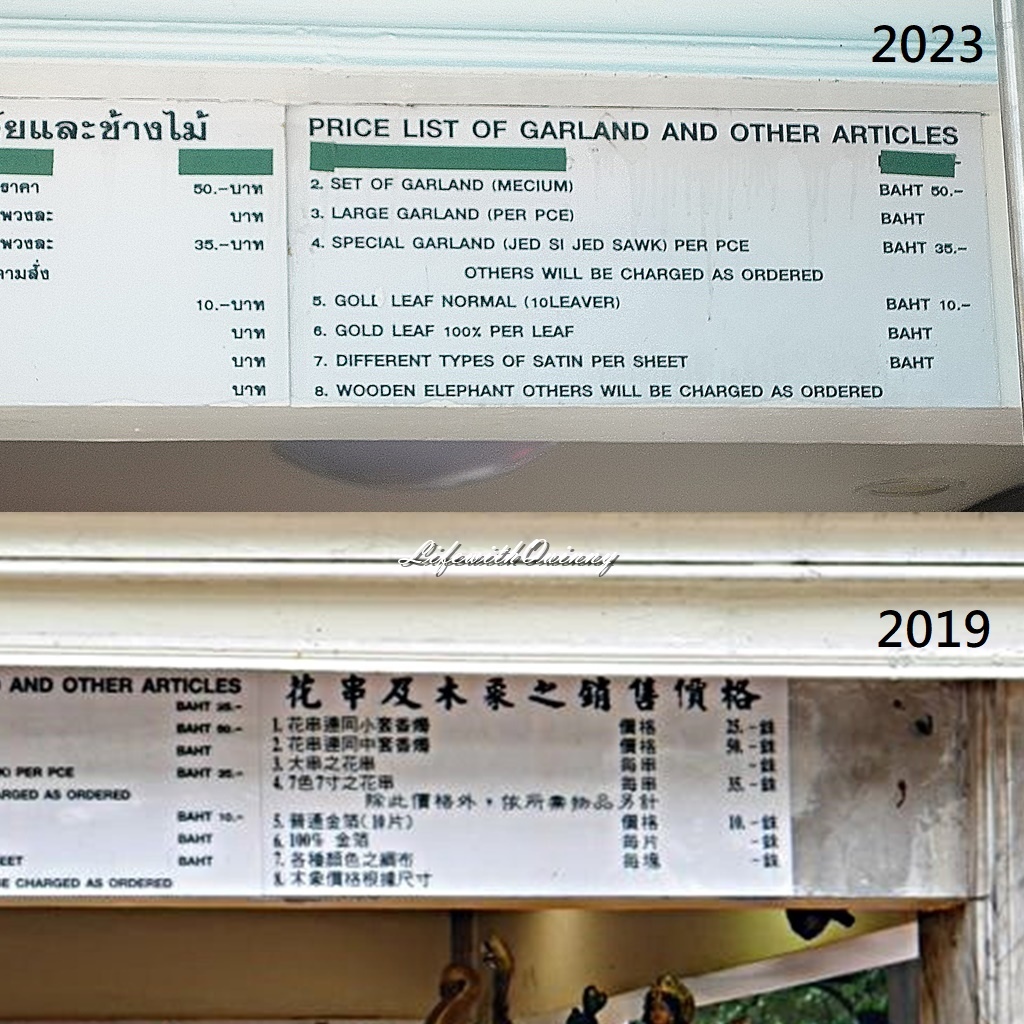 2023
ัยและช้างไม้
ราคา 50.-บาท
พวงละ บาท
พวงละ 35.-บาท
ตามสั่ง
10.-บาท
บาท
บาท
บาท
PRICE LIST OF GARLAND AND OTHER ARTICLES
2. SET OF GARLAND (MECIUM) BAHT 50.-
3. LARGE GARLAND (PER PCE) BAHT
4. SPECIAL GARLAND (JED SI JED SAWK) PER PCE BAHT 35.-
OTHERS WILL BE CHARGED AS ORDERED
5. GOLD LEAF NORMAL (10LEAVER) BAHT 10.-
6. GOLD LEAF 100% PER LEAF BAHT
7. DIFFERENT TYPES OF SATIN PER SHEET BAHT
8. WOODEN ELEPHANT OTHERS WILL BE CHARGED AS ORDERED
LifewithQuinny
2019
AND OTHER ARTICLES
BAHT 25.-
BAHT 50.-
BAHT
K) PER PCE BAHT 35.-
ARGED AS ORDERED
BAHT 10.-
BAHT
EET BAHT
E CHARGED AS ORDERED
花串及木象之銷售價格
1. 花串連同小套香燭 價格 25.-銖
2. 花串連同中套香燭 價格 50.-銖
3. 大串之花串 每串 -銖
4. 7色7寸之花串 每串 35.-銖
除此價格外，依所需物品另計
5. 普通金箔(10片) 價格 10.-銖
6. 100% 金箔 每片 -銖
7. 各種顏色之綢布 每塊 -銖
8. 木象價格根據尺寸